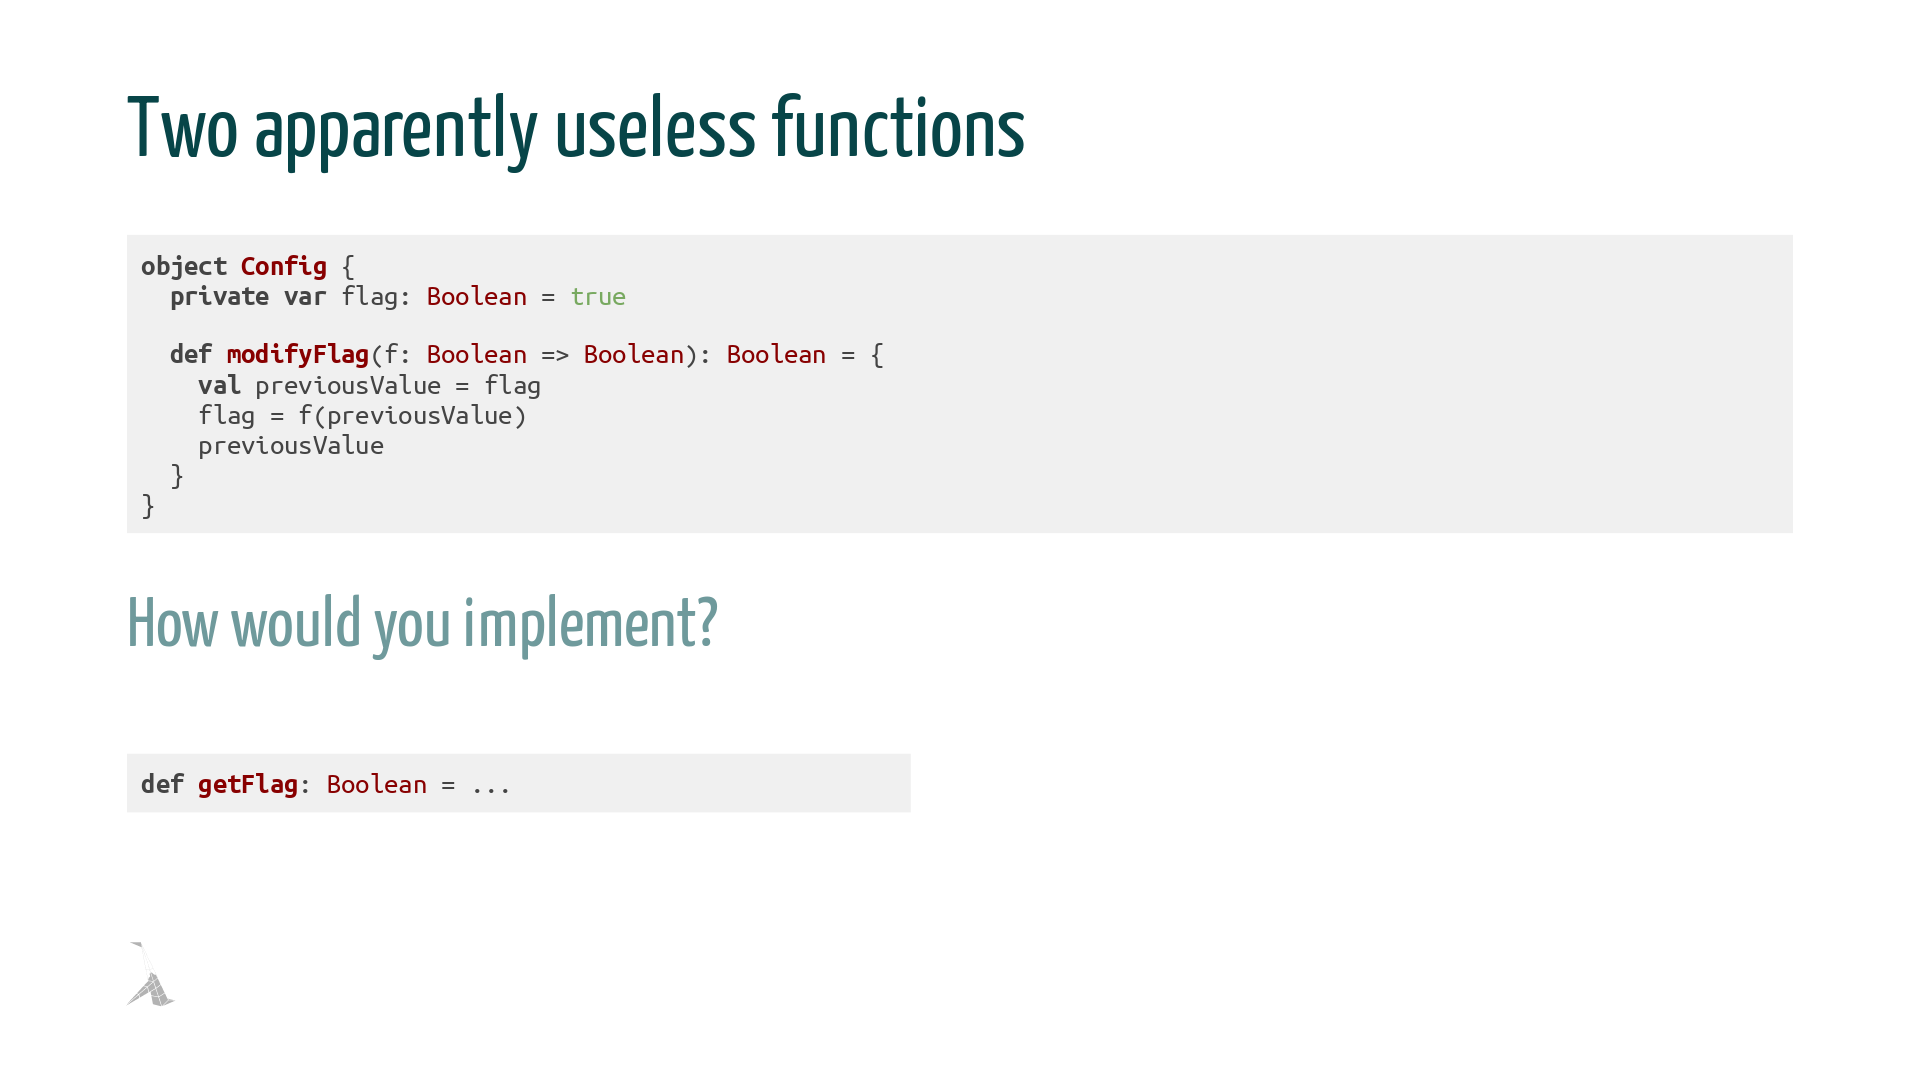 Two apparently useless functions
object Config {
  private var flag: Boolean = true
  def modifyFlag(f: Boolean => Boolean): Boolean = {
    val previousValue = flag
    flag = f(previousValue)
    previousValue
  }
}
How would you implement?
def getFlag: Boolean = ...